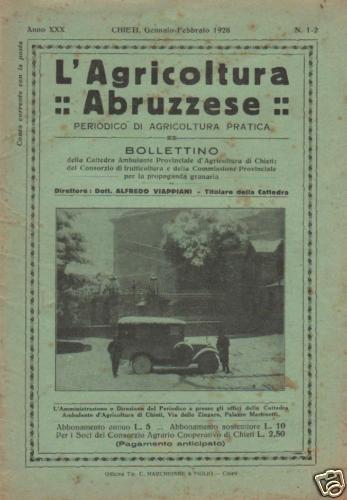 Conto corrente con la posta
Anno XXX CHIETI, Gennaio-Febbraio 1928 N. 1-2
L'Agricoltura
:: Abruzzese ::
PERIODICO DI AGRICOLTURA PRATICA
BOLLETTINO
della Cattedra Ambulante Provinciale d'Agricoltura di Chieti;
del Consorzio di frutticoltura e della Commissione Provinciale
per la propaganda granaria
Direttore: Dott. ALFREDO VIAPPIANI - Titolare della Cattedra
L'Amministrazione e Direzione del Periodico è presso gli uffici della Cattedra
Ambulante d'Agricoltura di Chieti, Via dello Zingaro, Palazzo
Abbonamento annuo L. 5 ... Abbonamento sostenitore L. 10
Per i Soci del Consorzio Agrario Cooperativo di Chieti L. 2,50
(Pagamento anticipato)
Officina Tip. C. MARCHIONNE & FIGLIO - Chieti